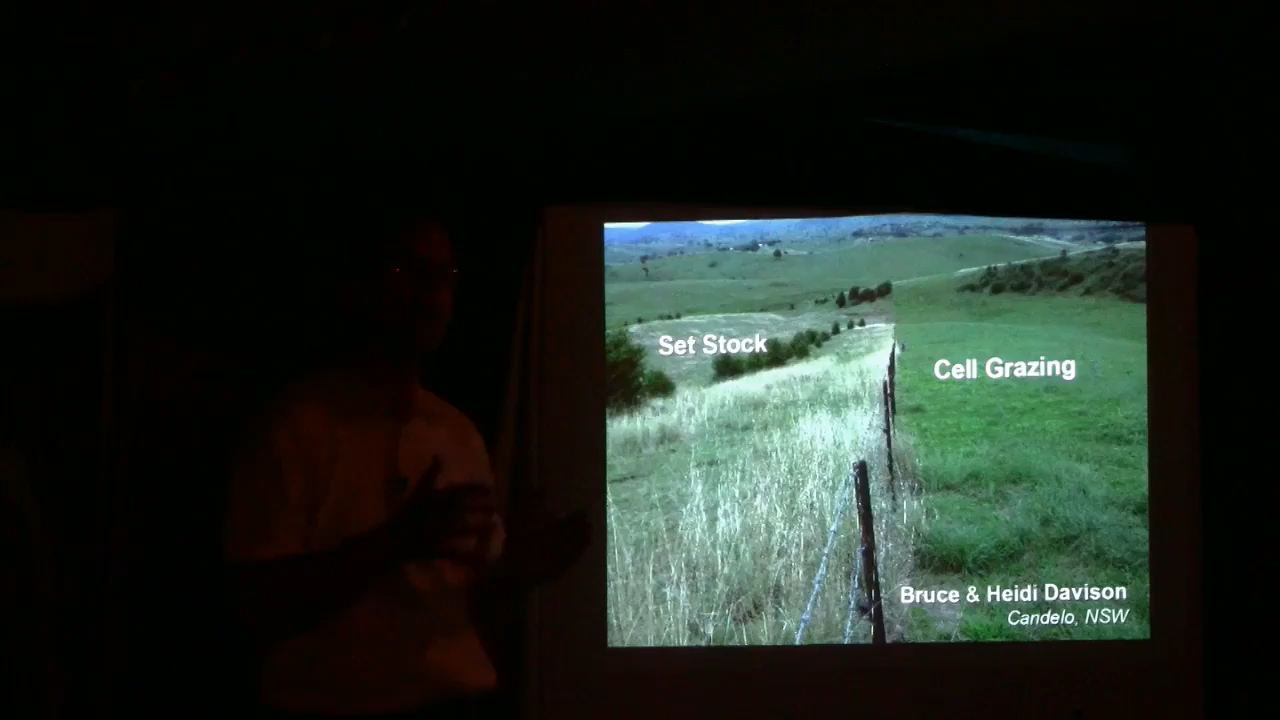 Set Stock
Cell Grazing
Bruce & Heidi Davison
Candelo, NSW